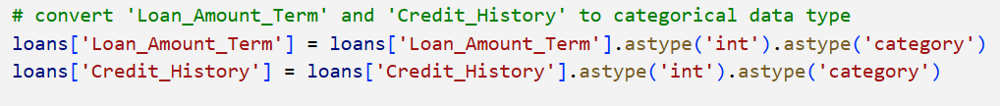 # convert 'Loan_Amount_Term' and 'Credit_History' to categorical data type
loans['Loan_Amount_Term'] = loans['Loan_Amount_Term'].astype('int').astype('category')
loans['Credit_History'] = loans['Credit_History'].astype('int').astype('category')